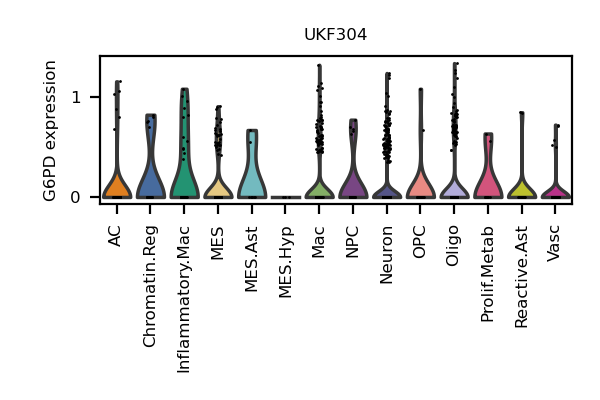 UKF304
G6PD expression
1
0
AC
Chromatin.Reg
Inflammatory.Mac
MES
MES.Ast
MES.Hyp
Mac
NPC
Neuron
OPC
Oligo
Prolif.Metab
Reactive.Ast
Vasc